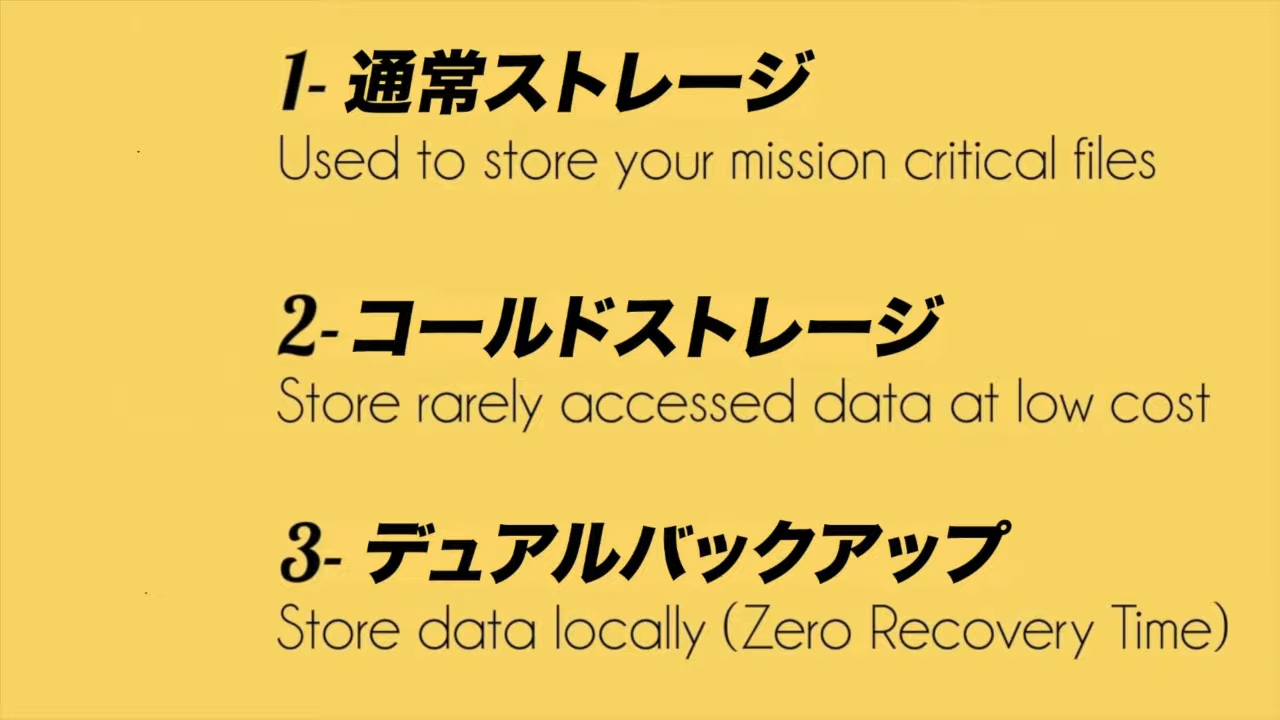 1- 通常ストレージ
Used to store your mission critical files
2- コールドストレージ
Store rarely accessed data at low cost
3- デュアルバックアップ
Store data locally (Zero Recovery Time)